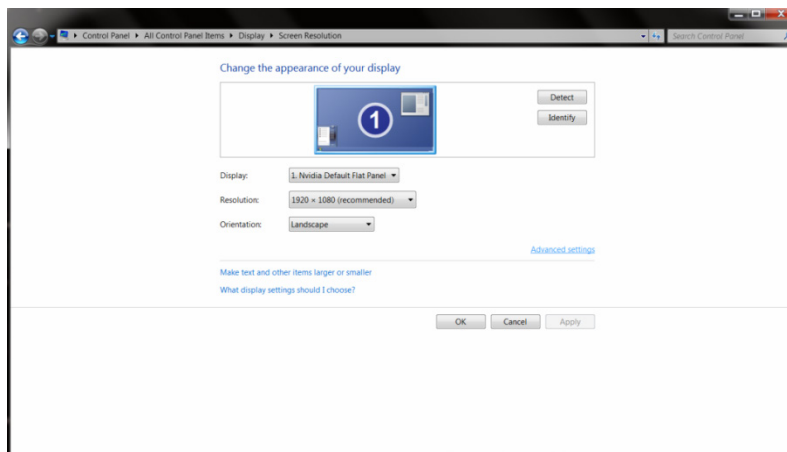 Control Panel ▸ All Control Panel Items ▸ Display ▸ Screen Resolution
Search Control Panel
Change the appearance of your display
1
Detect
Identify
Display: 1. Nvidia Default Flat Panel
Resolution: 1920 × 1080 (recommended)
Orientation: Landscape
Advanced settings
Make text and other items larger or smaller
What display settings should I choose?
OK Cancel Apply